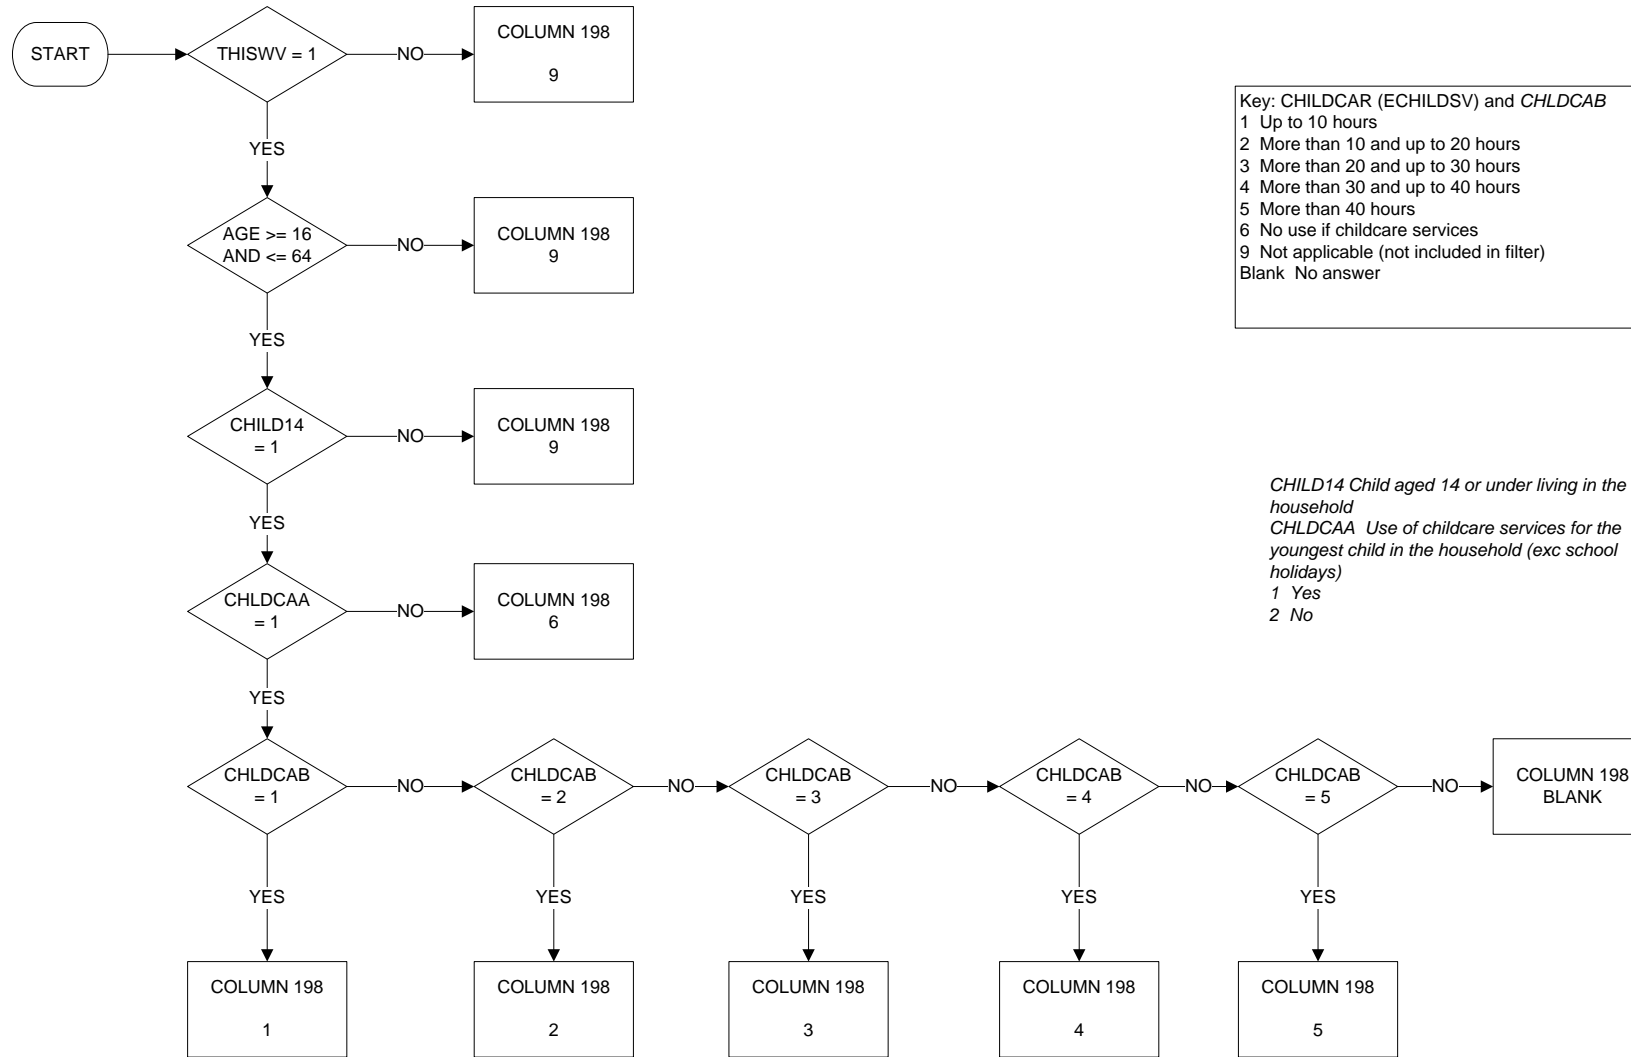 START
THISWV = 1
NO
COLUMN 198
9
YES
Key: CHILDCAR (ECHILDSV) and CHLDCAB
1 Up to 10 hours
2 More than 10 and up to 20 hours
3 More than 20 and up to 30 hours
4 More than 30 and up to 40 hours
5 More than 40 hours
6 No use if childcare services
9 Not applicable (not included in filter)
Blank No answer
AGE >= 16
AND <= 64
NO
COLUMN 198
9
YES
CHILD14
= 1
NO
COLUMN 198
9
YES
CHILD14 Child aged 14 or under living in the
household
CHLDCAA Use of childcare services for the
youngest child in the household (exc school
holidays)
1 Yes
2 No
CHLDCAA
= 1
NO
COLUMN 198
6
YES
CHLDCAB
= 1
NO
CHLDCAB
= 2
NO
CHLDCAB
= 3
NO
CHLDCAB
= 4
NO
CHLDCAB
= 5
NO
COLUMN 198
BLANK
YES
YES
YES
YES
YES
COLUMN 198
1
COLUMN 198
2
COLUMN 198
3
COLUMN 198
4
COLUMN 198
5